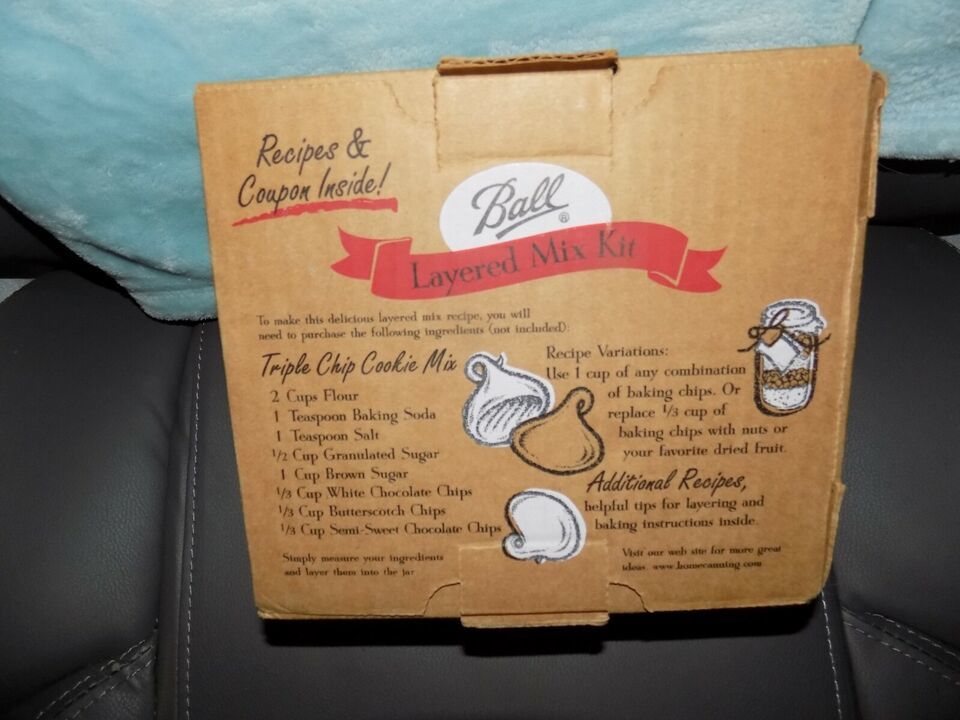 Recipes &
Coupon Inside!
Ball®
Layered Mix Kit
To make this delicious layered mix recipe, you will
need to purchase the following ingredients (not included):
Triple Chip Cookie Mix
2 Cups Flour
1 Teaspoon Baking Soda
1 Teaspoon Salt
1/2 Cup Granulated Sugar
1 Cup Brown Sugar
1/3 Cup White Chocolate Chips
1/3 Cup Butterscotch Chips
1/3 Cup Semi-Sweet Chocolate Chips
Simply measure your ingredients
and layer them into the jar
Recipe Variations:
Use 1 cup of any combination
of baking chips. Or
replace 1/3 cup of
baking chips with nuts or
your favorite dried fruit.
Additional Recipes,
helpful tips for layering and
baking instructions inside.
Visit our web site for more great
ideas. www.homecanning.com